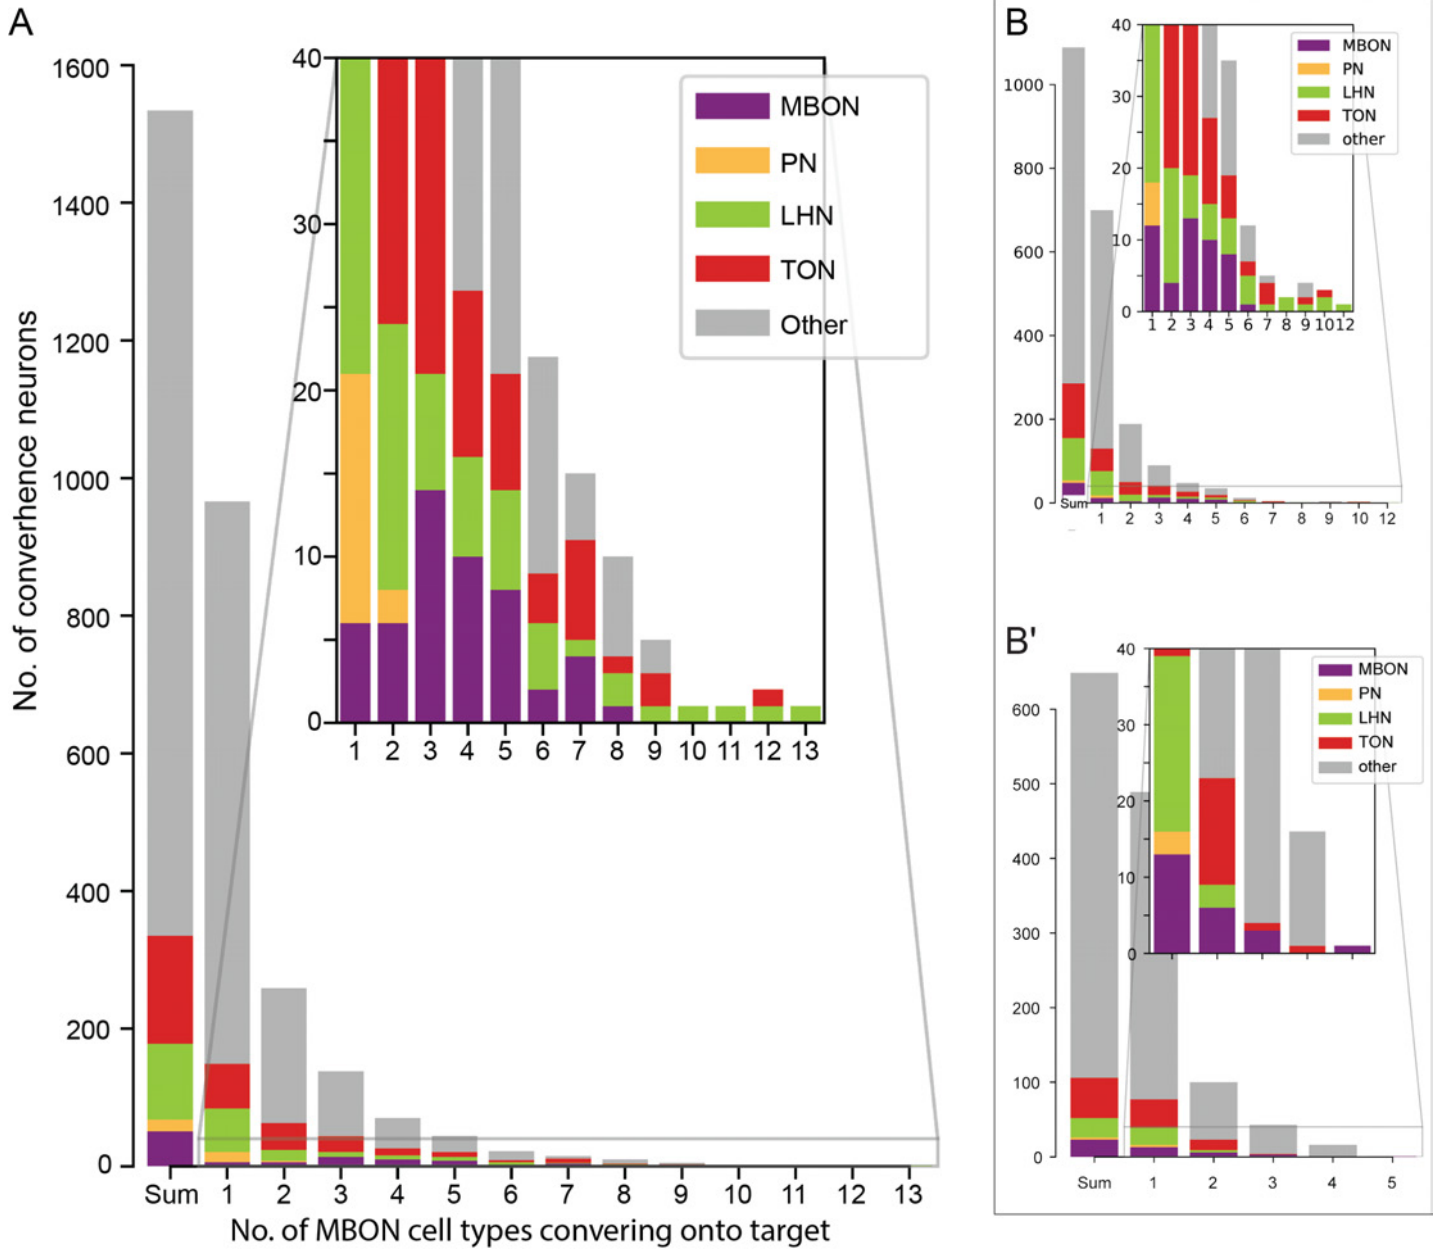 A
No. of converhence neurons
1600
1400
1200
1000
800
600
400
200
0
Sum 1 2 3 4 5 6 7 8 9 10 11 12 13
No. of MBON cell types convering onto target
40
30
20
10
0
1 2 3 4 5 6 7 8 9 10 11 12 13
MBON
PN
LHN
TON
Other
B
1000
800
600
400
200
0
Sum 1 2 3 4 5 6 7 8 9 10 12
40
30
20
10
0
1 2 3 4 5 6 7 8 9 10 12
MBON
PN
LHN
TON
other
B'
600
500
400
300
200
100
0
Sum 1 2 3 4 5
40
30
20
10
0
MBON
PN
LHN
TON
other